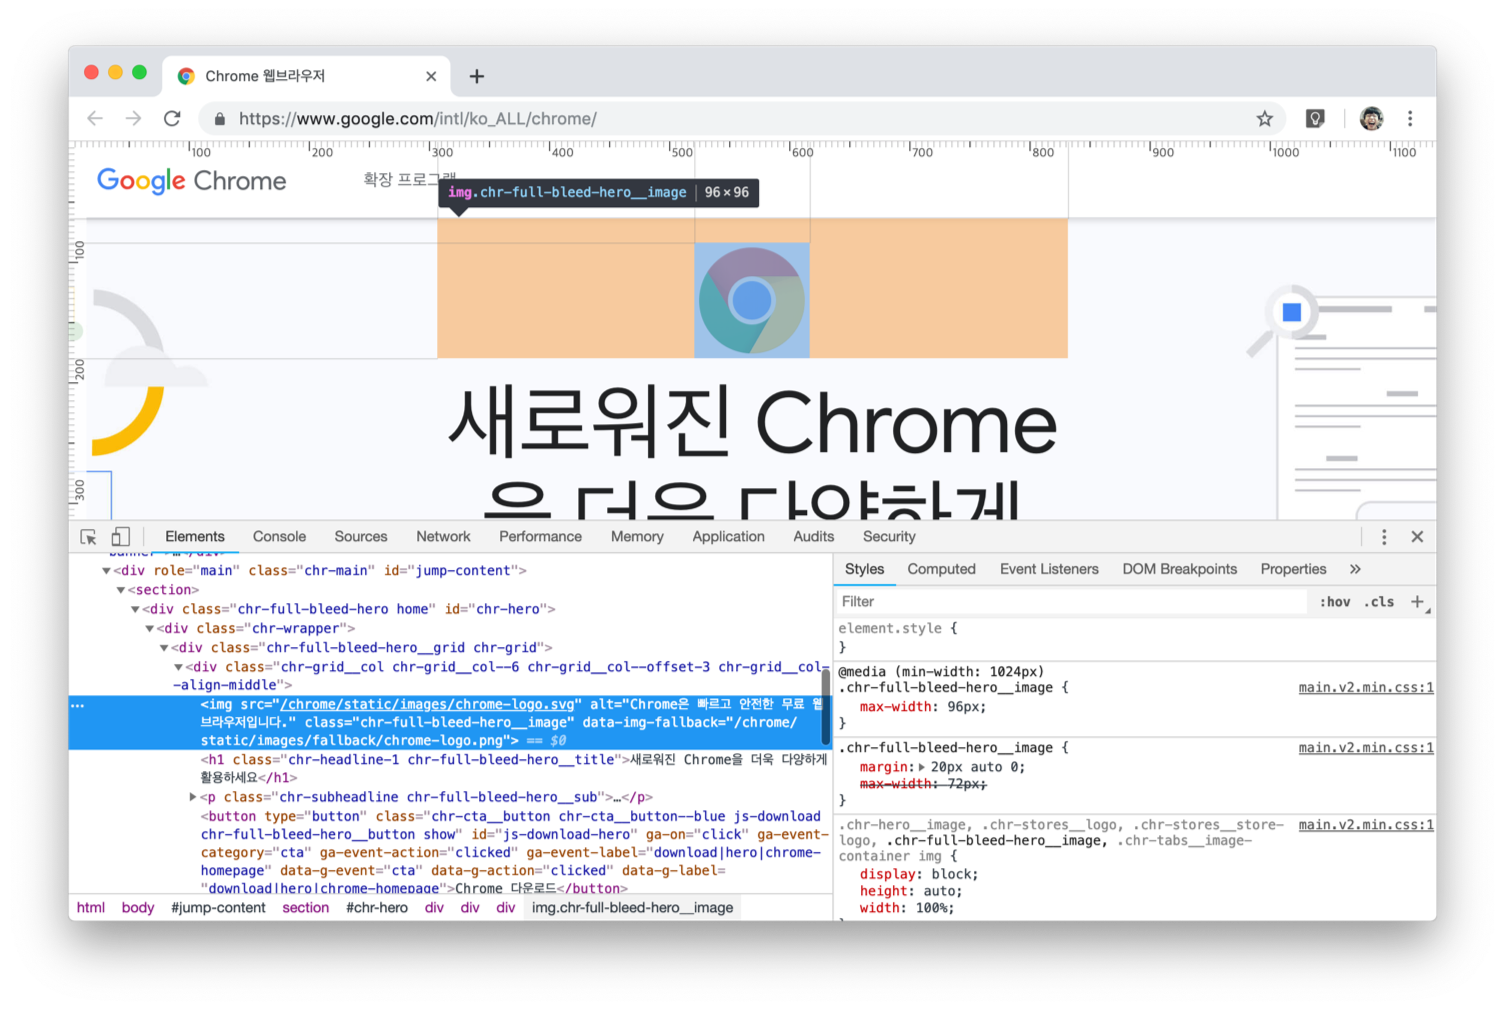 Chrome 웹브라우저
https://www.google.com/intl/ko_ALL/chrome/
100 200 300 400 500 600 700 800 900 1000 1100
Google Chrome
확장 프로그램
img.chr-full-bleed-hero__image 96 × 96
100
200
300
새로워진 Chrome
을 더욱 다양하게
Elements Console Sources Network Performance Memory Application Audits Security
▼<div role="main" class="chr-main" id="jump-content">
▼<section>
▼<div class="chr-full-bleed-hero home" id="chr-hero">
▼<div class="chr-wrapper">
▼<div class="chr-full-bleed-hero__grid chr-grid">
▼<div class="chr-grid__col chr-grid__col--6 chr-grid__col--offset-3 chr-grid__col-
-align-middle">
<img src="/chrome/static/images/chrome-logo.svg" alt="Chrome은 빠르고 안전한 무료 웹
브라우저입니다." class="chr-full-bleed-hero__image" data-img-fallback="/chrome/
static/images/fallback/chrome-logo.png"> == $0
<h1 class="chr-headline-1 chr-full-bleed-hero__title">새로워진 Chrome을 더욱 다양하게
활용하세요</h1>
▶<p class="chr-subheadline chr-full-bleed-hero__sub">…</p>
<button type="button" class="chr-cta__button chr-cta__button--blue js-download
chr-full-bleed-hero__button show" id="js-download-hero" ga-on="click" ga-event-
category="cta" ga-event-action="clicked" ga-event-label="download|hero|chrome-
homepage" data-g-event="cta" data-g-action="clicked" data-g-label=
"download|hero|chrome-homepage">Chrome 다운로드</button>
html body #jump-content section #chr-hero div div div img.chr-full-bleed-hero__image
Styles Computed Event Listeners DOM Breakpoints Properties »
Filter :hov .cls +
element.style {
}
@media (min-width: 1024px)
.chr-full-bleed-hero__image { main.v2.min.css:1
max-width: 96px;
}
.chr-full-bleed-hero__image { main.v2.min.css:1
margin:▶20px auto 0;
max-width: 72px;
}
.chr-hero__image, .chr-stores__logo, .chr-stores__store- main.v2.min.css:1
logo, .chr-full-bleed-hero__image, .chr-tabs__image-
container img {
display: block;
height: auto;
width: 100%;